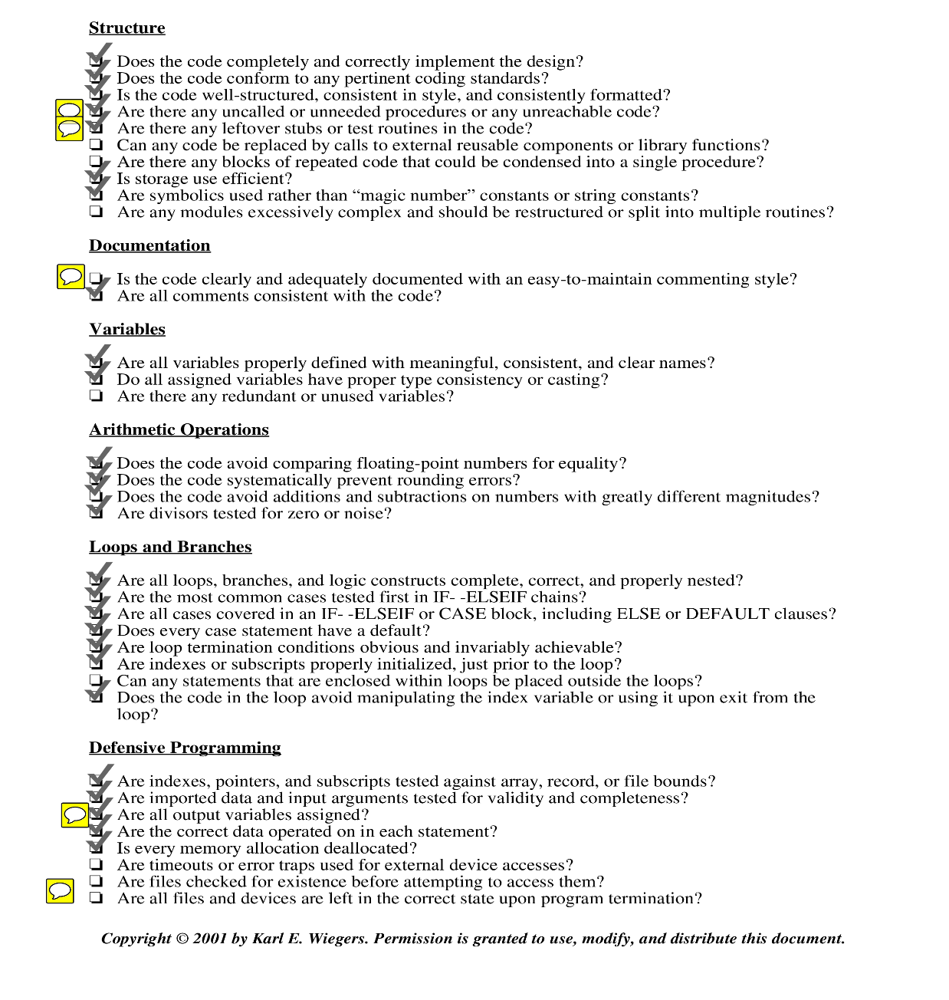 Structure
Does the code completely and correctly implement the design?
Does the code conform to any pertinent coding standards?
Is the code well-structured, consistent in style, and consistently formatted?
Are there any uncalled or unneeded procedures or any unreachable code?
Are there any leftover stubs or test routines in the code?
Can any code be replaced by calls to external reusable components or library functions?
Are there any blocks of repeated code that could be condensed into a single procedure?
Is storage use efficient?
Are symbolics used rather than “magic number” constants or string constants?
Are any modules excessively complex and should be restructured or split into multiple routines?
Documentation
Is the code clearly and adequately documented with an easy-to-maintain commenting style?
Are all comments consistent with the code?
Variables
Are all variables properly defined with meaningful, consistent, and clear names?
Do all assigned variables have proper type consistency or casting?
Are there any redundant or unused variables?
Arithmetic Operations
Does the code avoid comparing floating-point numbers for equality?
Does the code systematically prevent rounding errors?
Does the code avoid additions and subtractions on numbers with greatly different magnitudes?
Are divisors tested for zero or noise?
Loops and Branches
Are all loops, branches, and logic constructs complete, correct, and properly nested?
Are the most common cases tested first in IF- -ELSEIF chains?
Are all cases covered in an IF- -ELSEIF or CASE block, including ELSE or DEFAULT clauses?
Does every case statement have a default?
Are loop termination conditions obvious and invariably achievable?
Are indexes or subscripts properly initialized, just prior to the loop?
Can any statements that are enclosed within loops be placed outside the loops?
Does the code in the loop avoid manipulating the index variable or using it upon exit from the
loop?
Defensive Programming
Are indexes, pointers, and subscripts tested against array, record, or file bounds?
Are imported data and input arguments tested for validity and completeness?
Are all output variables assigned?
Are the correct data operated on in each statement?
Is every memory allocation deallocated?
Are timeouts or error traps used for external device accesses?
Are files checked for existence before attempting to access them?
Are all files and devices are left in the correct state upon program termination?
Copyright © 2001 by Karl E. Wiegers. Permission is granted to use, modify, and distribute this document.